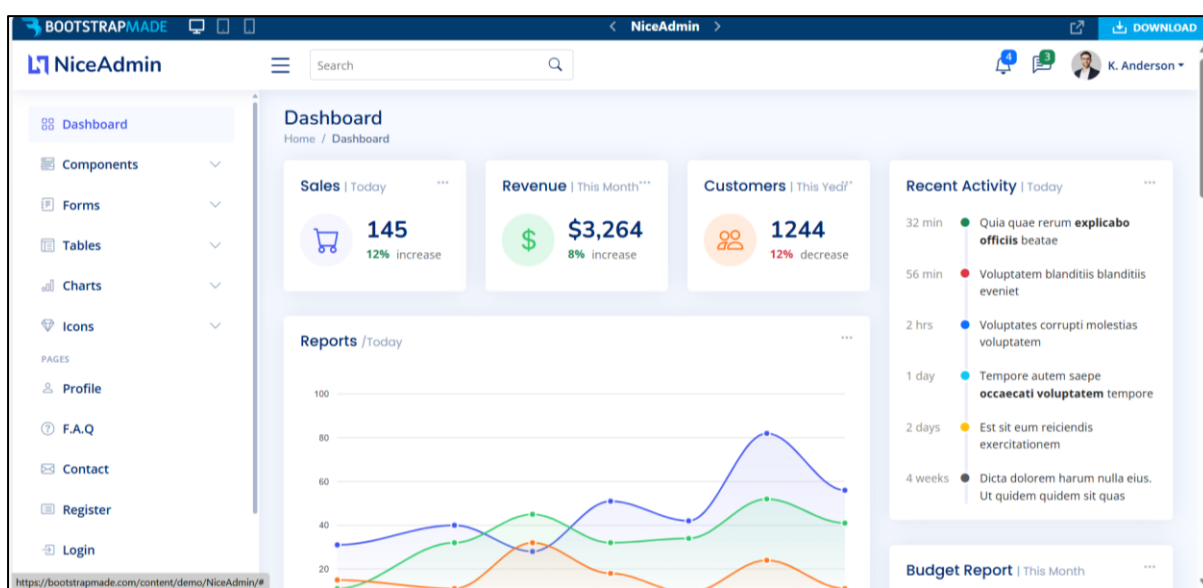 BOOTSTRAPMADE
NiceAdmin
DOWNLOAD
NiceAdmin
Search
4
3
K. Anderson
Dashboard
Components
Forms
Tables
Charts
Icons
PAGES
Profile
F.A.Q
Contact
Register
Login
https://bootstrapmade.com/content/demo/NiceAdmin/#
Dashboard
Home / Dashboard
Sales | Today
145
12% increase
Revenue | This Month
$3,264
8% increase
Customers | This Year
1244
12% decrease
Reports /Today
100
80
60
40
20
Recent Activity | Today
32 min Quia quae rerum explicabo
officiis beatae
56 min Voluptatem blanditiis blanditiis
eveniet
2 hrs Voluptates corrupti molestias
voluptatem
1 day Tempore autem saepe
occaecati voluptatem tempore
2 days Est sit eum reiciendis
exercitationem
4 weeks Dicta dolorem harum nulla eius.
Ut quidem quidem sit quas
Budget Report | This Month